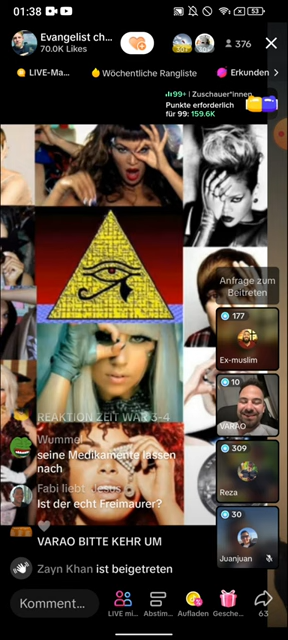 01:38
53
Evangelist ch...
70.0K Likes
376
LIVE-Ma...
Wöchentliche Rangliste
Erkunden
99+ | Zuschauer*innen
Punkte erforderlich
für 99: 159.6K
Anfrage zum
Beitreten
177
Ex-muslim
10
VARAO
309
Reza
30
Juanjuan
REAKTION ZEIT WAR 3-4
Wummel
seine Medikamente lassen
nach
Fabi liebt Jesus
Ist der echt Freimaurer?
VARAO BITTE KEHR UM
Zayn Khan ist beigetreten
Komment...
LIVE mi...
Abstim...
Aufladen
Gesche...
63